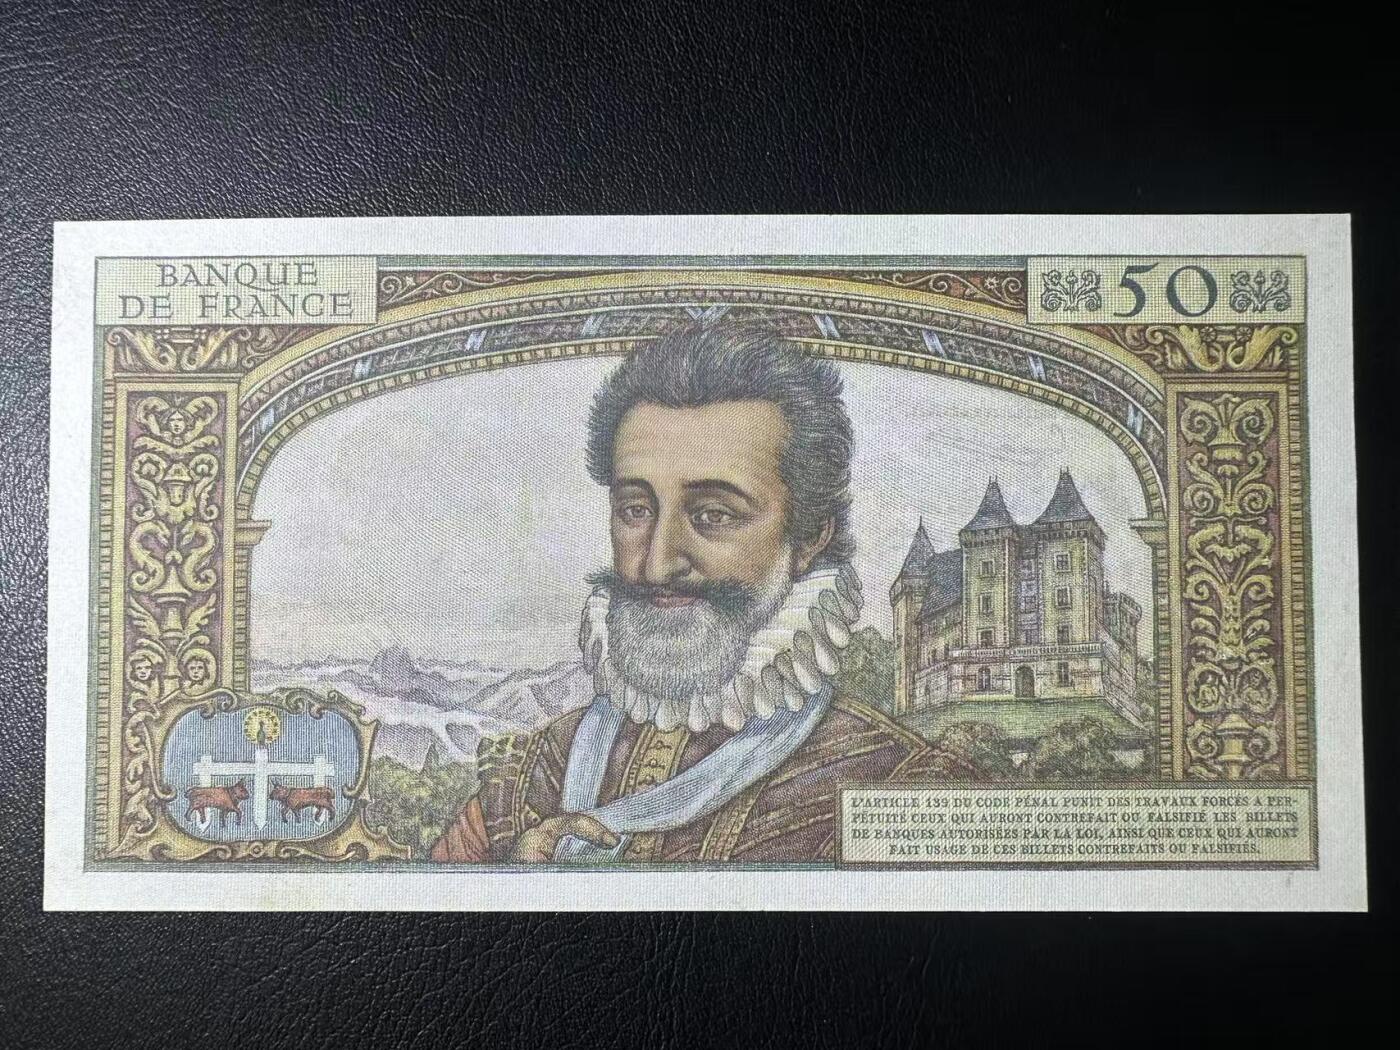 BANQUE
DE FRANCE
50
L'ARTICLE 139 DU CODE PÉNAL PUNIT DES TRAVAUX FORCÉS A PER-
PÉTUITÉ CEUX QUI AURONT CONTREFAIT OU FALSIFIÉ LES BILLETS
DE BANQUES AUTORISÉES PAR LA LOI, AINSI QUE CEUX QUI AURONT
FAIT USAGE DE CES BILLETS CONTREFAITS OU FALSIFIÉS.